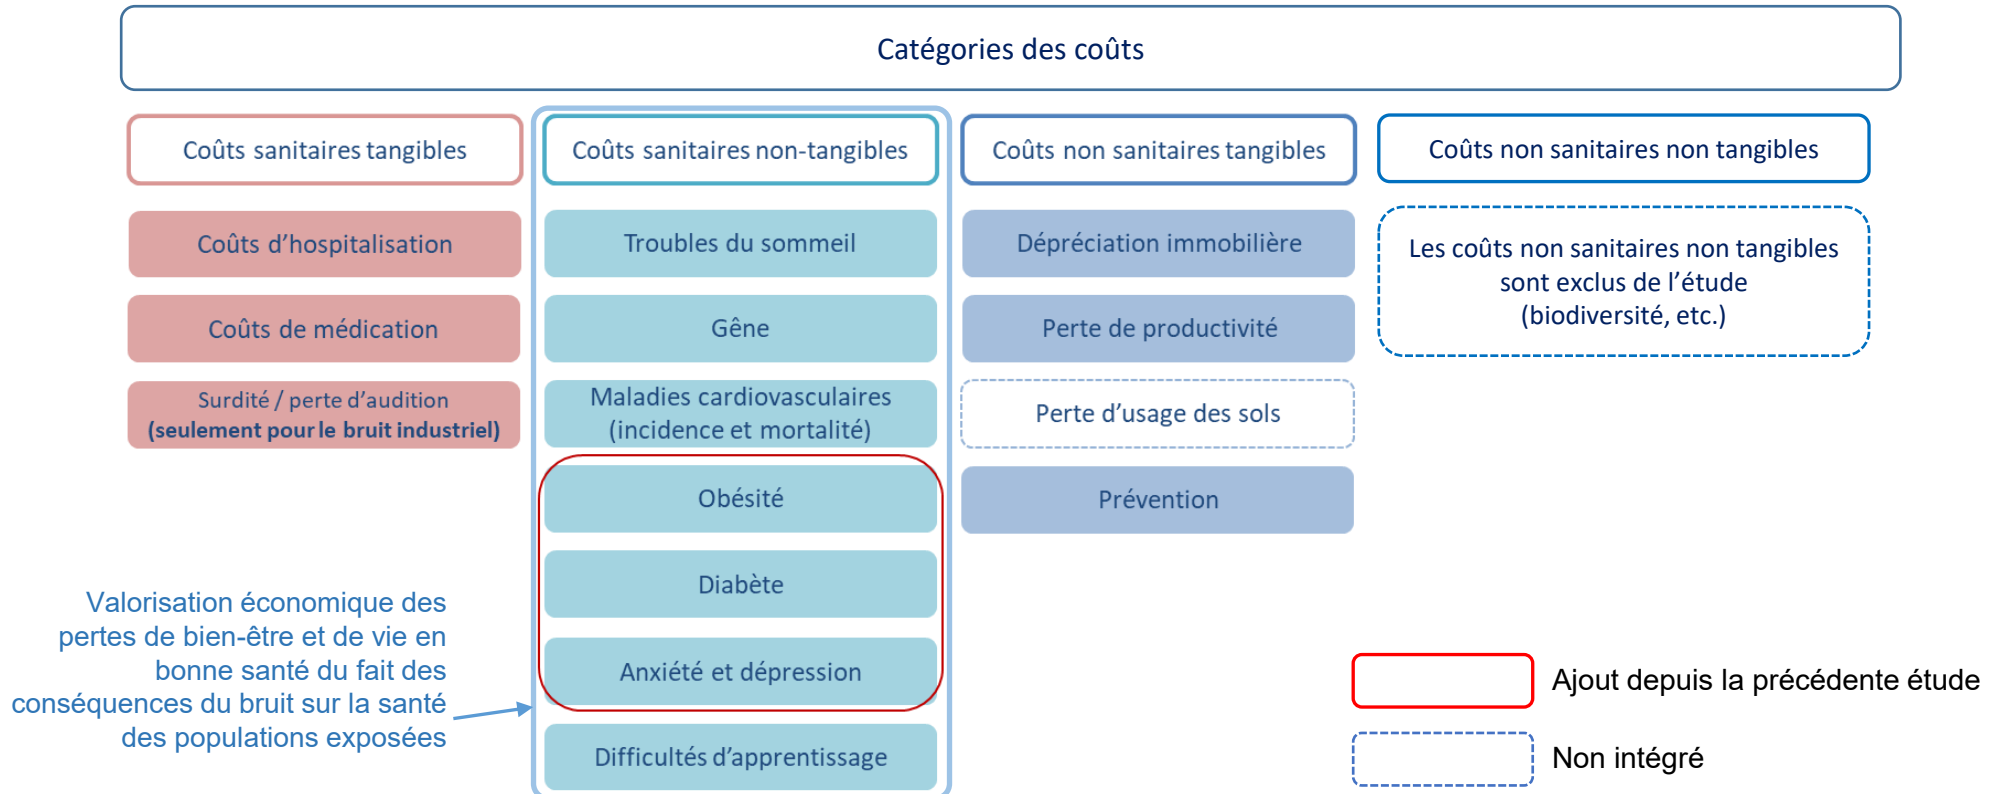 Catégories des coûts
Coûts sanitaires tangibles
Coûts d’hospitalisation
Coûts de médication
Surdité / perte d’audition
(seulement pour le bruit industriel)
Coûts sanitaires non-tangibles
Troubles du sommeil
Gêne
Maladies cardiovasculaires
(incidence et mortalité)
Obésité
Diabète
Anxiété et dépression
Difficultés d’apprentissage
Coûts non sanitaires tangibles
Dépréciation immobilière
Perte de productivité
Perte d’usage des sols
Prévention
Coûts non sanitaires non tangibles
Les coûts non sanitaires non tangibles
sont exclus de l’étude
(biodiversité, etc.)
Valorisation économique des
pertes de bien-être et de vie en
bonne santé du fait des
conséquences du bruit sur la santé
des populations exposées
Ajout depuis la précédente étude
Non intégré